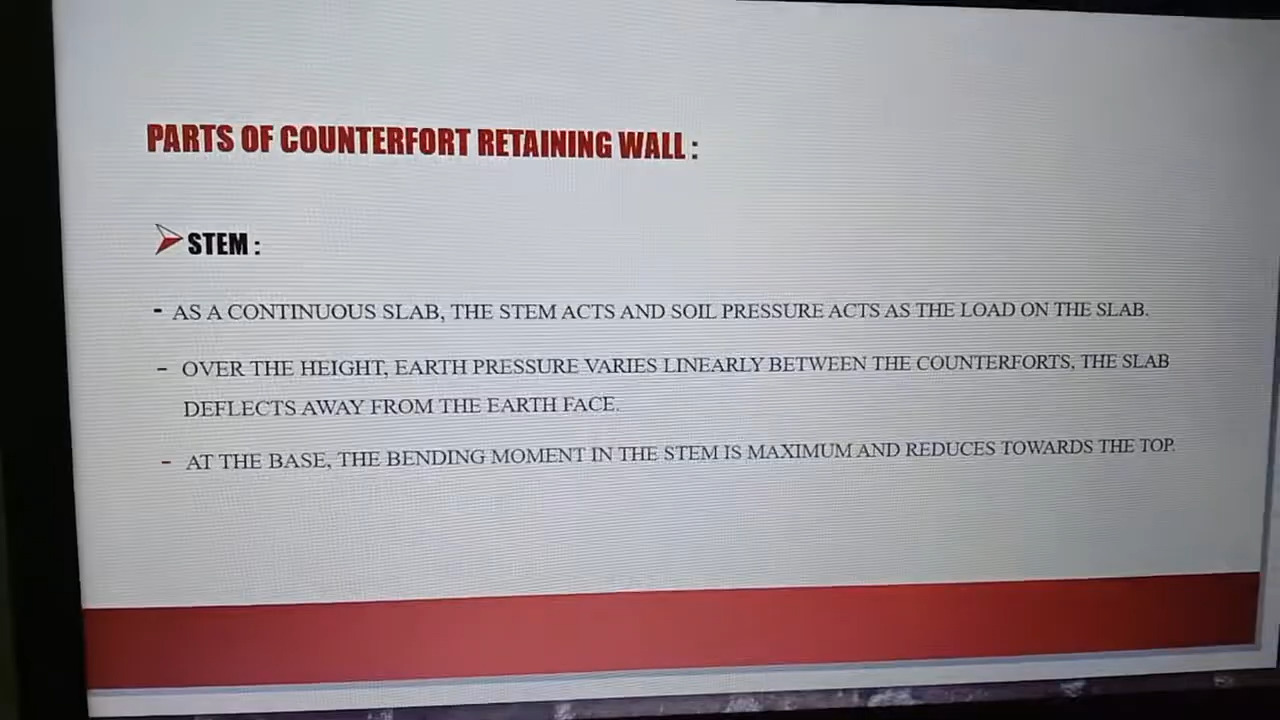 PARTS OF COUNTERFORT RETAINING WALL :
STEM :
- AS A CONTINUOUS SLAB, THE STEM ACTS AND SOIL PRESSURE ACTS AS THE LOAD ON THE SLAB.
- OVER THE HEIGHT, EARTH PRESSURE VARIES LINEARLY BETWEEN THE COUNTERFORTS, THE SLAB
DEFLECTS AWAY FROM THE EARTH FACE.
- AT THE BASE, THE BENDING MOMENT IN THE STEM IS MAXIMUM AND REDUCES TOWARDS THE TOP.